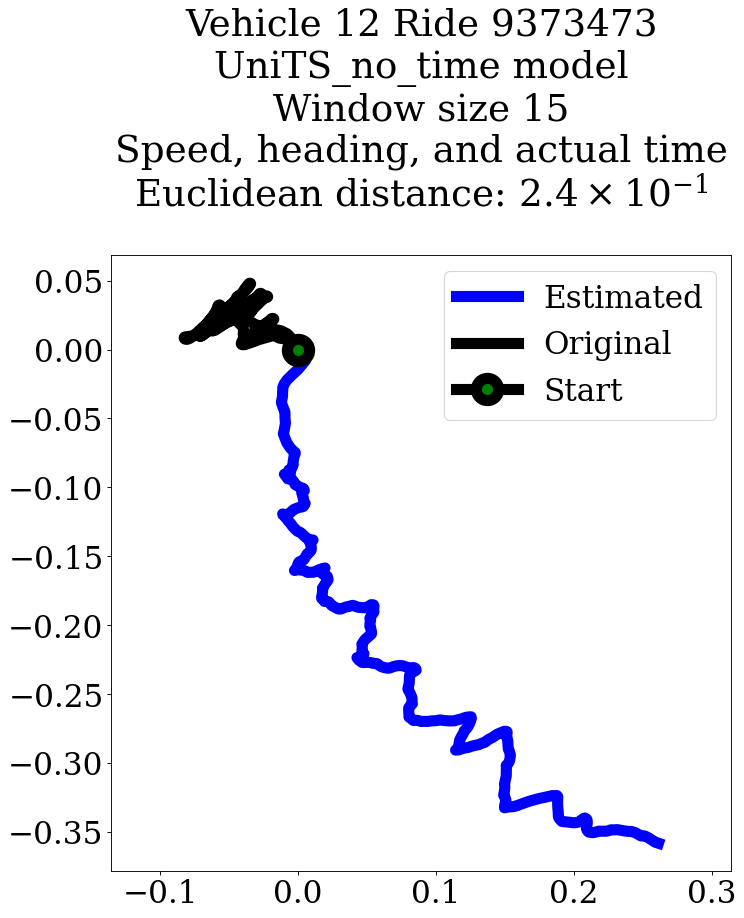 Vehicle 12 Ride 9373473
UniTS_no_time model
Window size 15
Speed, heading, and actual time
Euclidean distance: 2.4 × 10⁻¹
Estimated
Original
Start
0.05
0.00
−0.05
−0.10
−0.15
−0.20
−0.25
−0.30
−0.35
−0.1
0.0
0.1
0.2
0.3